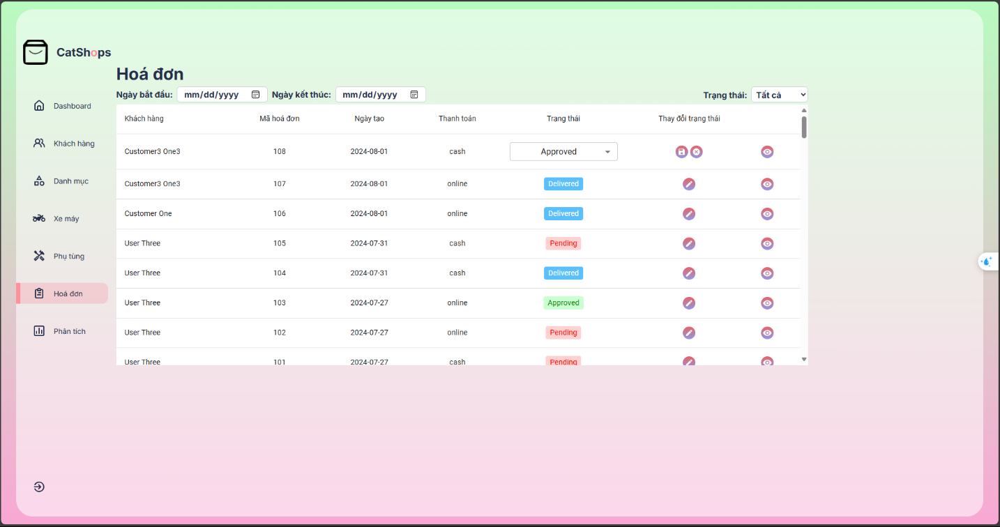 CatShops
Hoá đơn
Ngày bắt đầu: mm/dd/yyyy Ngày kết thúc: mm/dd/yyyy Trạng thái: Tất cả
Dashboard
Khách hàng
Danh mục
Xe máy
Phụ tùng
Hoá đơn
Phân tích
Khách hàng Mã hoá đơn Ngày tạo Thanh toán Trạng thái Thay đổi trạng thái
Customer3 One3 108 2024-08-01 cash Approved
Customer3 One3 107 2024-08-01 online Delivered
Customer One 106 2024-08-01 online Delivered
User Three 105 2024-07-31 cash Pending
User Three 104 2024-07-31 cash Delivered
User Three 103 2024-07-27 online Approved
User Three 102 2024-07-27 online Pending
User Three 101 2024-07-27 cash Pending